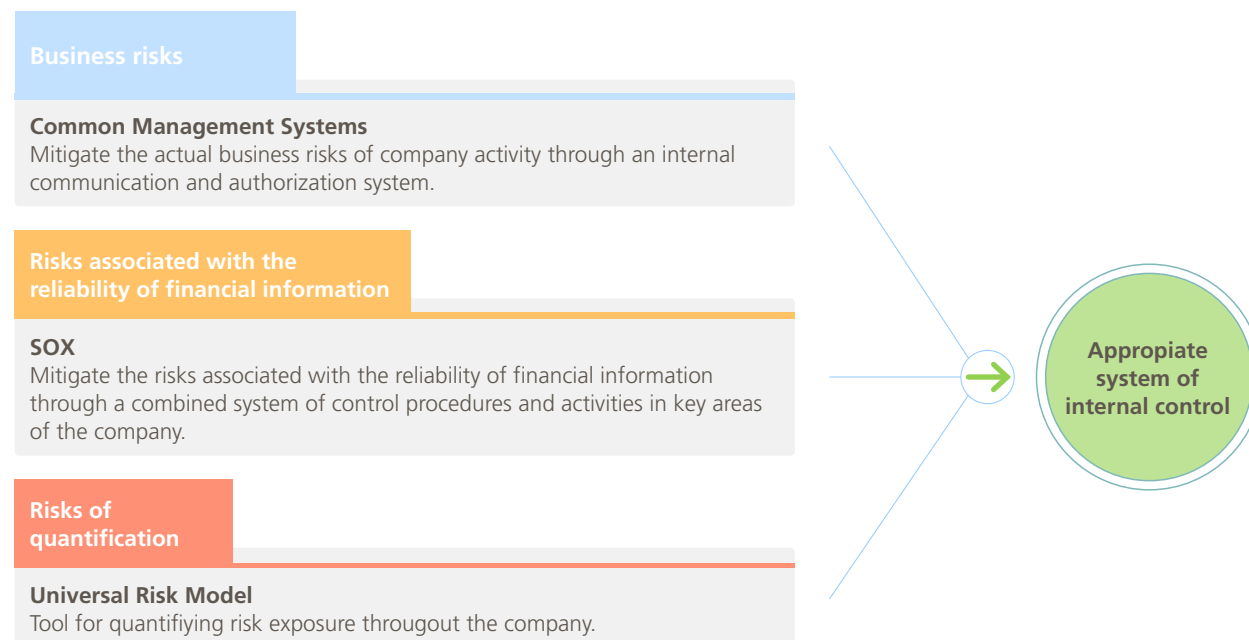 Business risks
Common Management Systems
Mitigate the actual business risks of company activity through an internal
communication and authorization system.
Risks associated with the
reliability of financial information
SOX
Mitigate the risks associated with the reliability of financial information
through a combined system of control procedures and activities in key areas
of the company.
Risks of
quantification
Universal Risk Model
Tool for quantifiying risk exposure througout the company.
Appropiate
system of
internal control